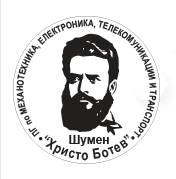 ПГ по МЕХАНОТЕХНИКА, ЕЛЕКТРОНИКА, ТЕЛЕКОМУНИКАЦИИ И ТРАНСПОРТ
Шумен
• "Христо Ботев" •